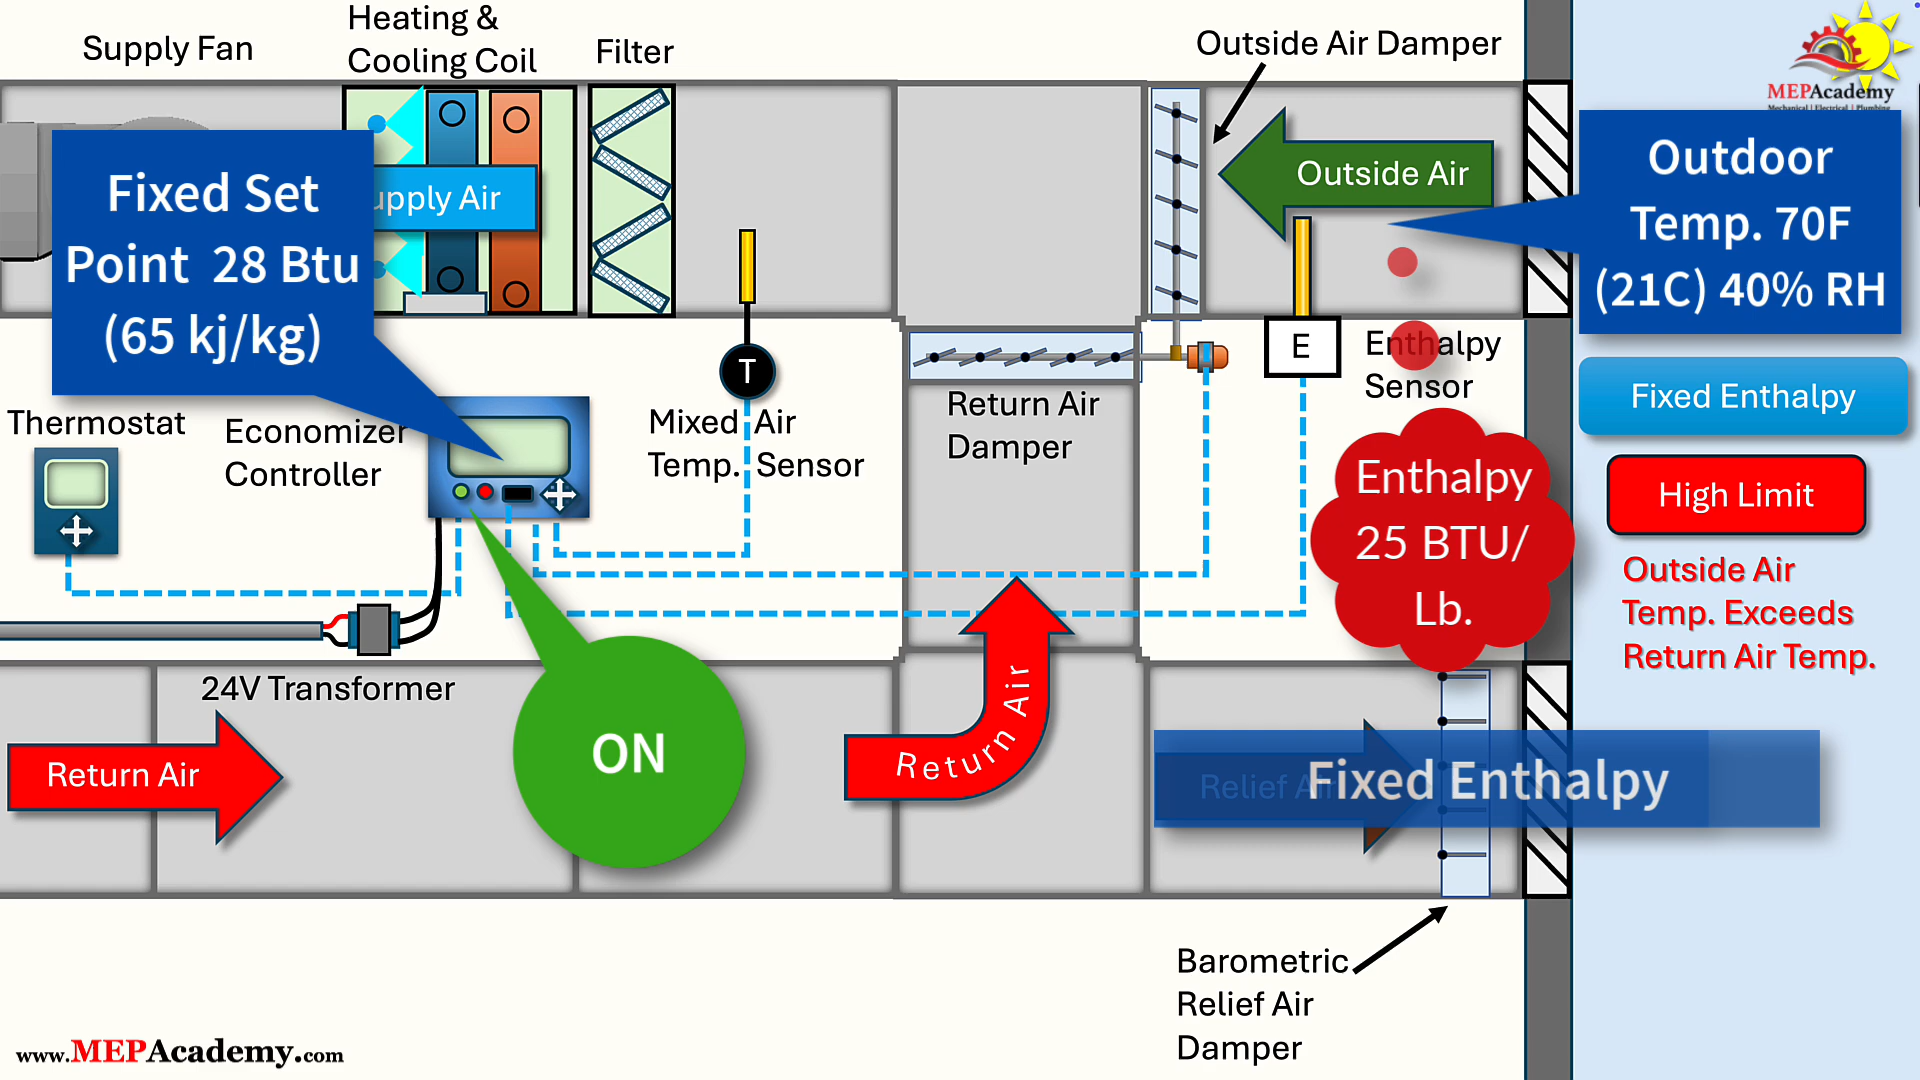 Supply Fan
Heating &
Cooling Coil
Filter
Outside Air Damper
MEPAcademy
Mechanical | Electrical | Plumbing
Fixed Set
Point 28 Btu
(65 kj/kg)
upply Air
Outside Air
Outdoor
Temp. 70F
(21C) 40% RH
T
E
Enthalpy
Sensor
Fixed Enthalpy
Thermostat
Economizer
Controller
Mixed Air
Temp. Sensor
Return Air
Damper
Enthalpy
25 BTU/
Lb.
High Limit
Outside Air
Temp. Exceeds
Return Air Temp.
24V Transformer
Return Air
ON
Return Air
Relief Air
Fixed Enthalpy
Barometric
Relief Air
Damper
www.MEPAcademy.com